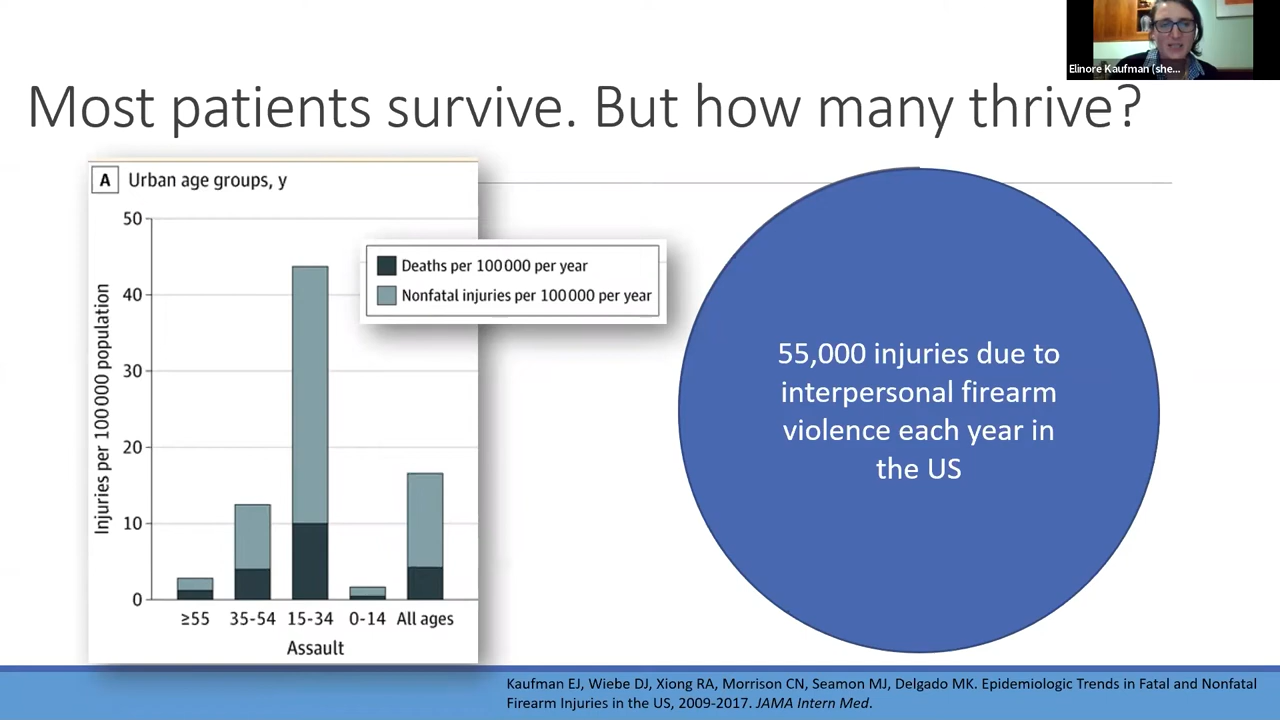 Elinore Kaufman (she...
Most patients survive. But how many thrive?
A Urban age groups, y
50
40
30
20
10
0
Injuries per 100 000 population
Deaths per 100 000 per year
Nonfatal injuries per 100 000 per year
≥55 35-54 15-34 0-14 All ages
Assault
55,000 injuries due to
interpersonal firearm
violence each year in
the US
Kaufman EJ, Wiebe DJ, Xiong RA, Morrison CN, Seamon MJ, Delgado MK. Epidemiologic Trends in Fatal and Nonfatal
Firearm Injuries in the US, 2009-2017. JAMA Intern Med.